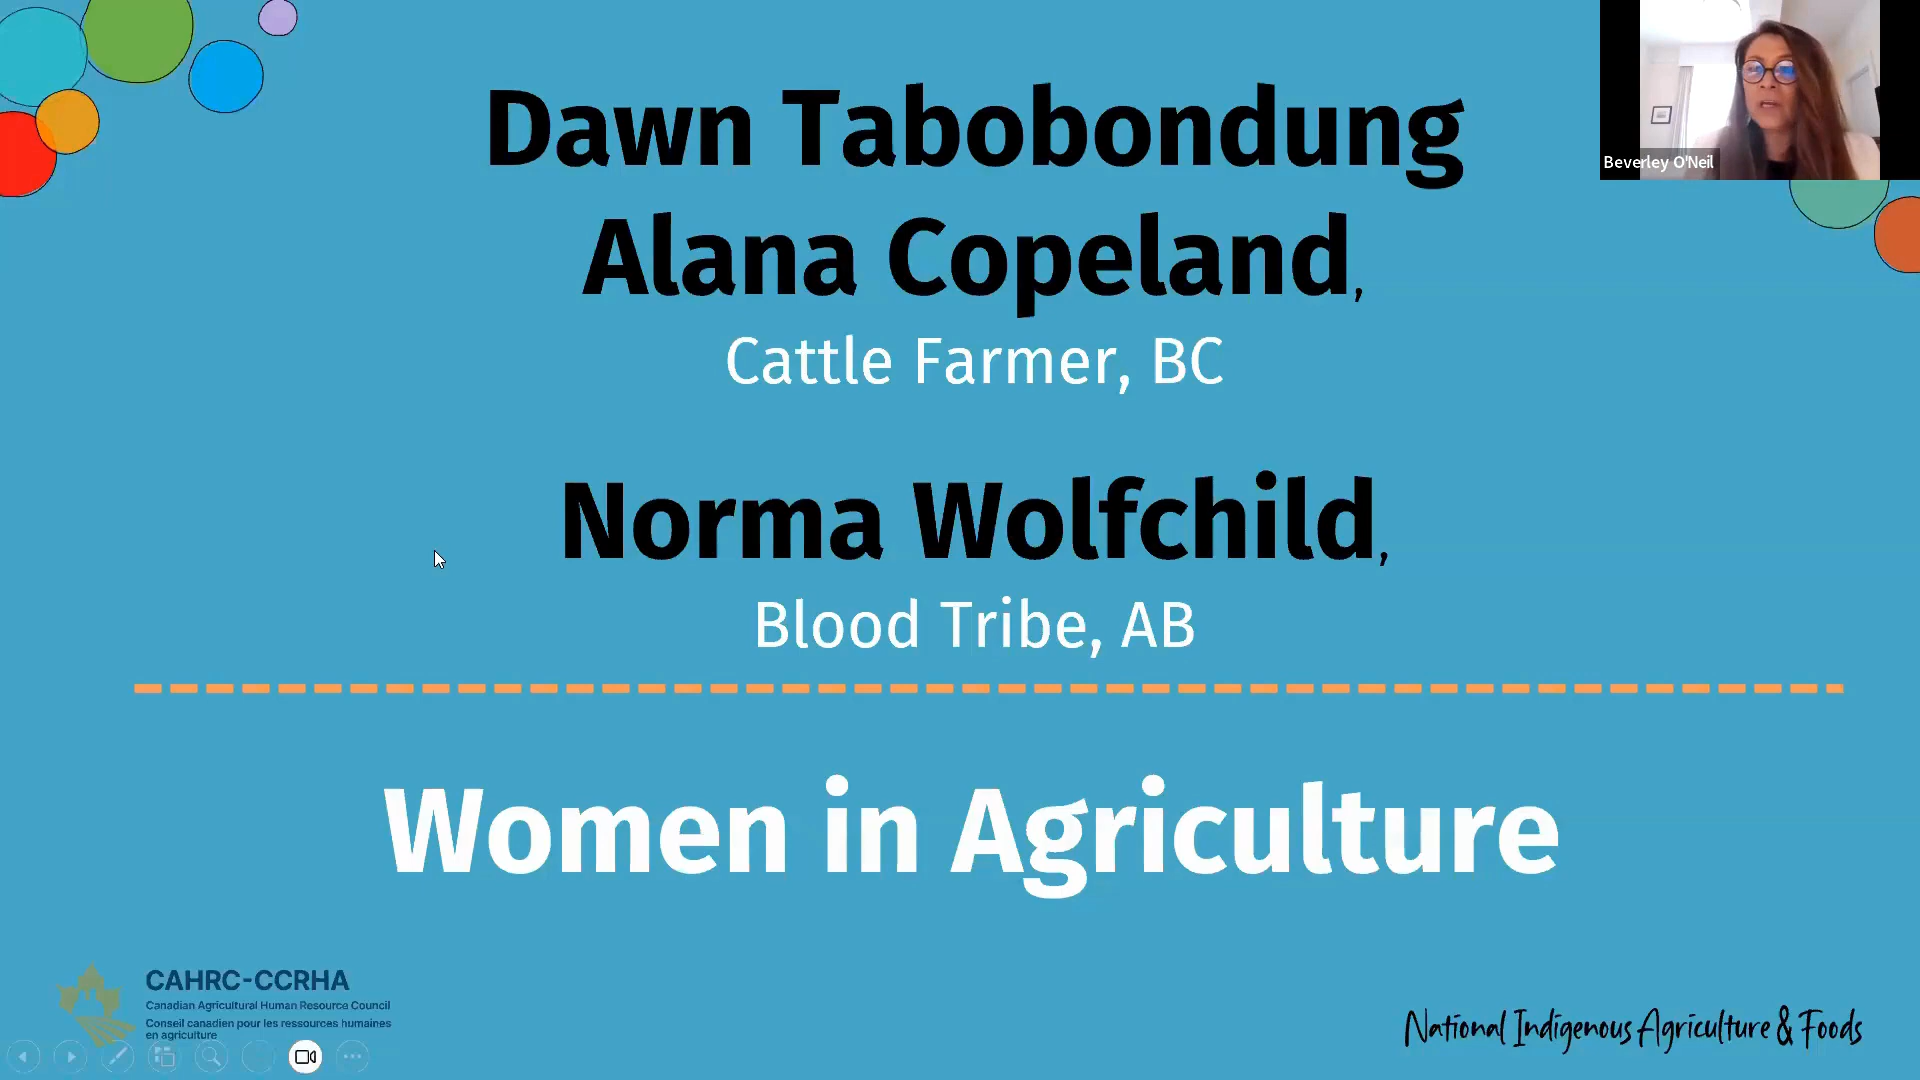 Dawn Tabobondung
Alana Copeland,
Cattle Farmer, BC
Norma Wolfchild,
Blood Tribe, AB
Women in Agriculture
Beverley O'Neil
CAHRC-CCRHA
Canadian Agricultural Human Resource Council
Conseil canadien pour les ressources humaines
en agriculture
National Indigenous Agriculture & Foods